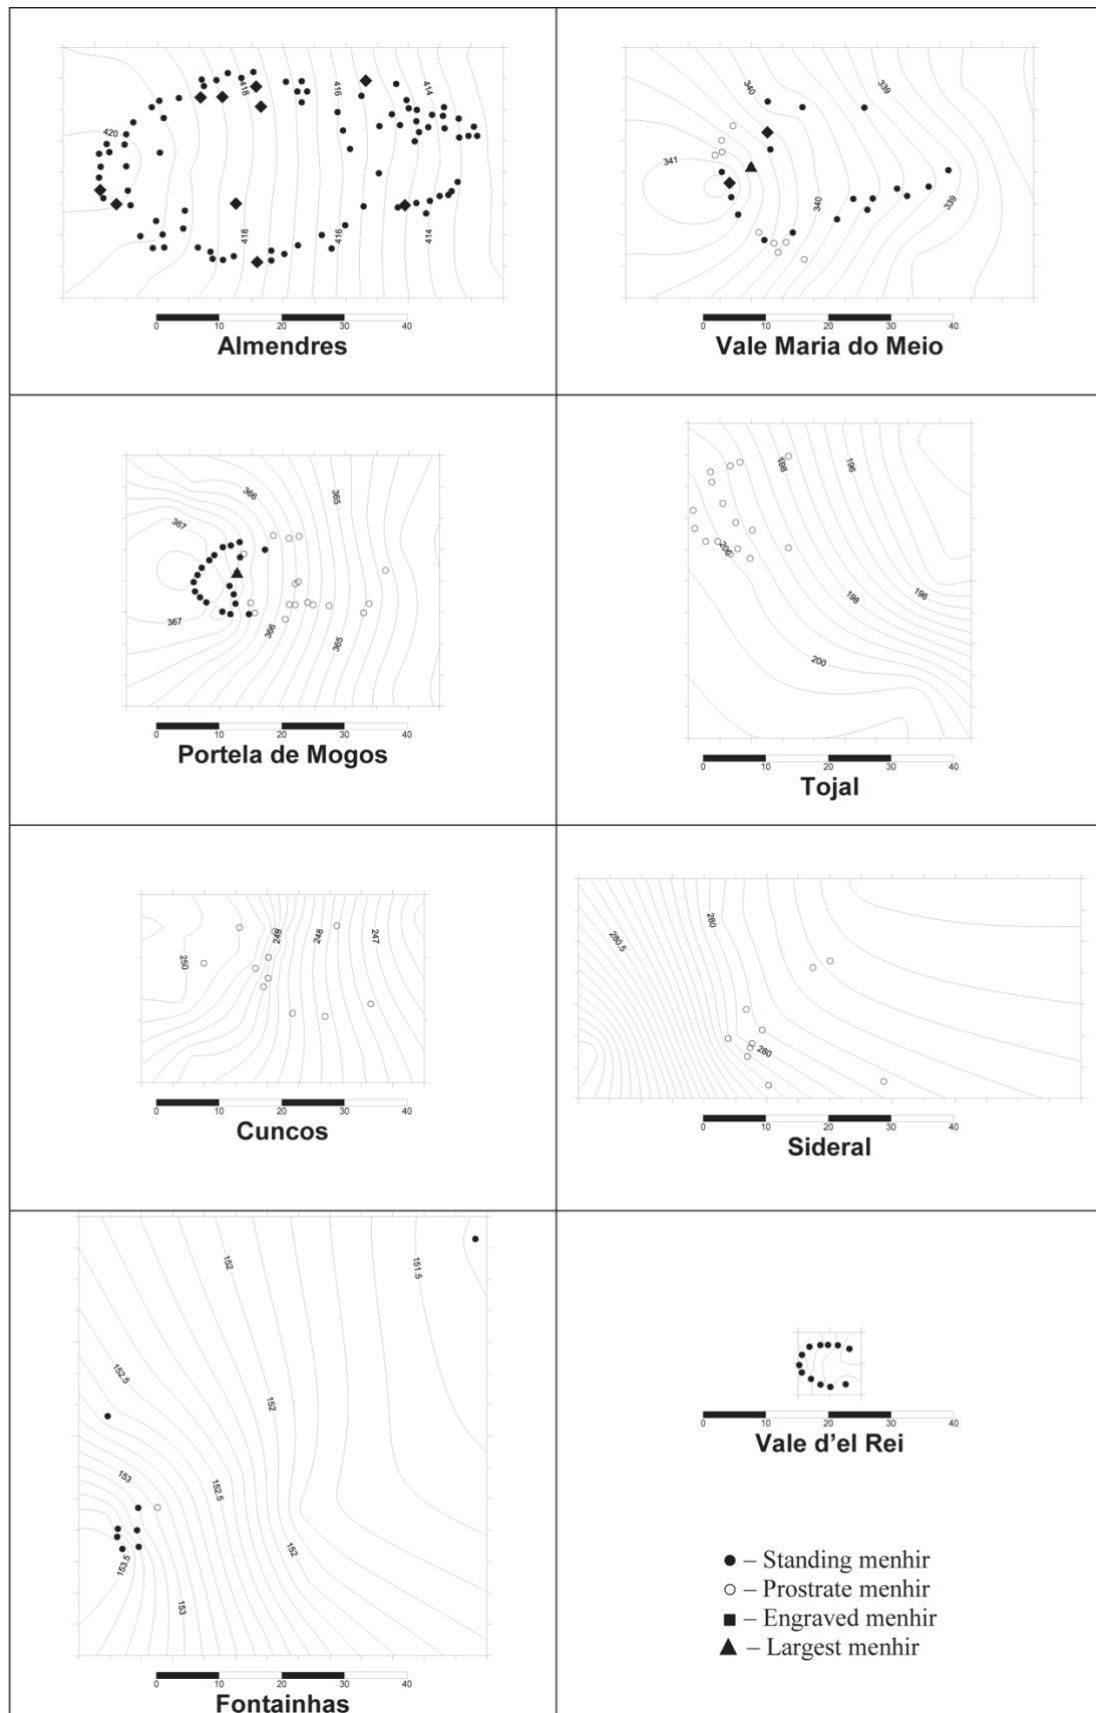 420
418
416
414
418
416
414
0 10 20 30 40
Almendres
340
339
341
340
339
0 10 20 30 40
Vale Maria do Meio
366
365
367
367
366
365
0 10 20 30 40
Portela de Mogos
198
196
200
198
196
200
0 10 20 30 40
Tojal
250
249
248
247
0 10 20 30 40
Cuncos
280.5
280
280
0 10 20 30 40
Sideral
152
151.5
152.5
152
153
152.5
153.5
152
153
0 10 20 30 40
Fontainhas
0 10 20 30 40
Vale d'el Rei
– Standing menhir
– Prostrate menhir
– Engraved menhir
– Largest menhir